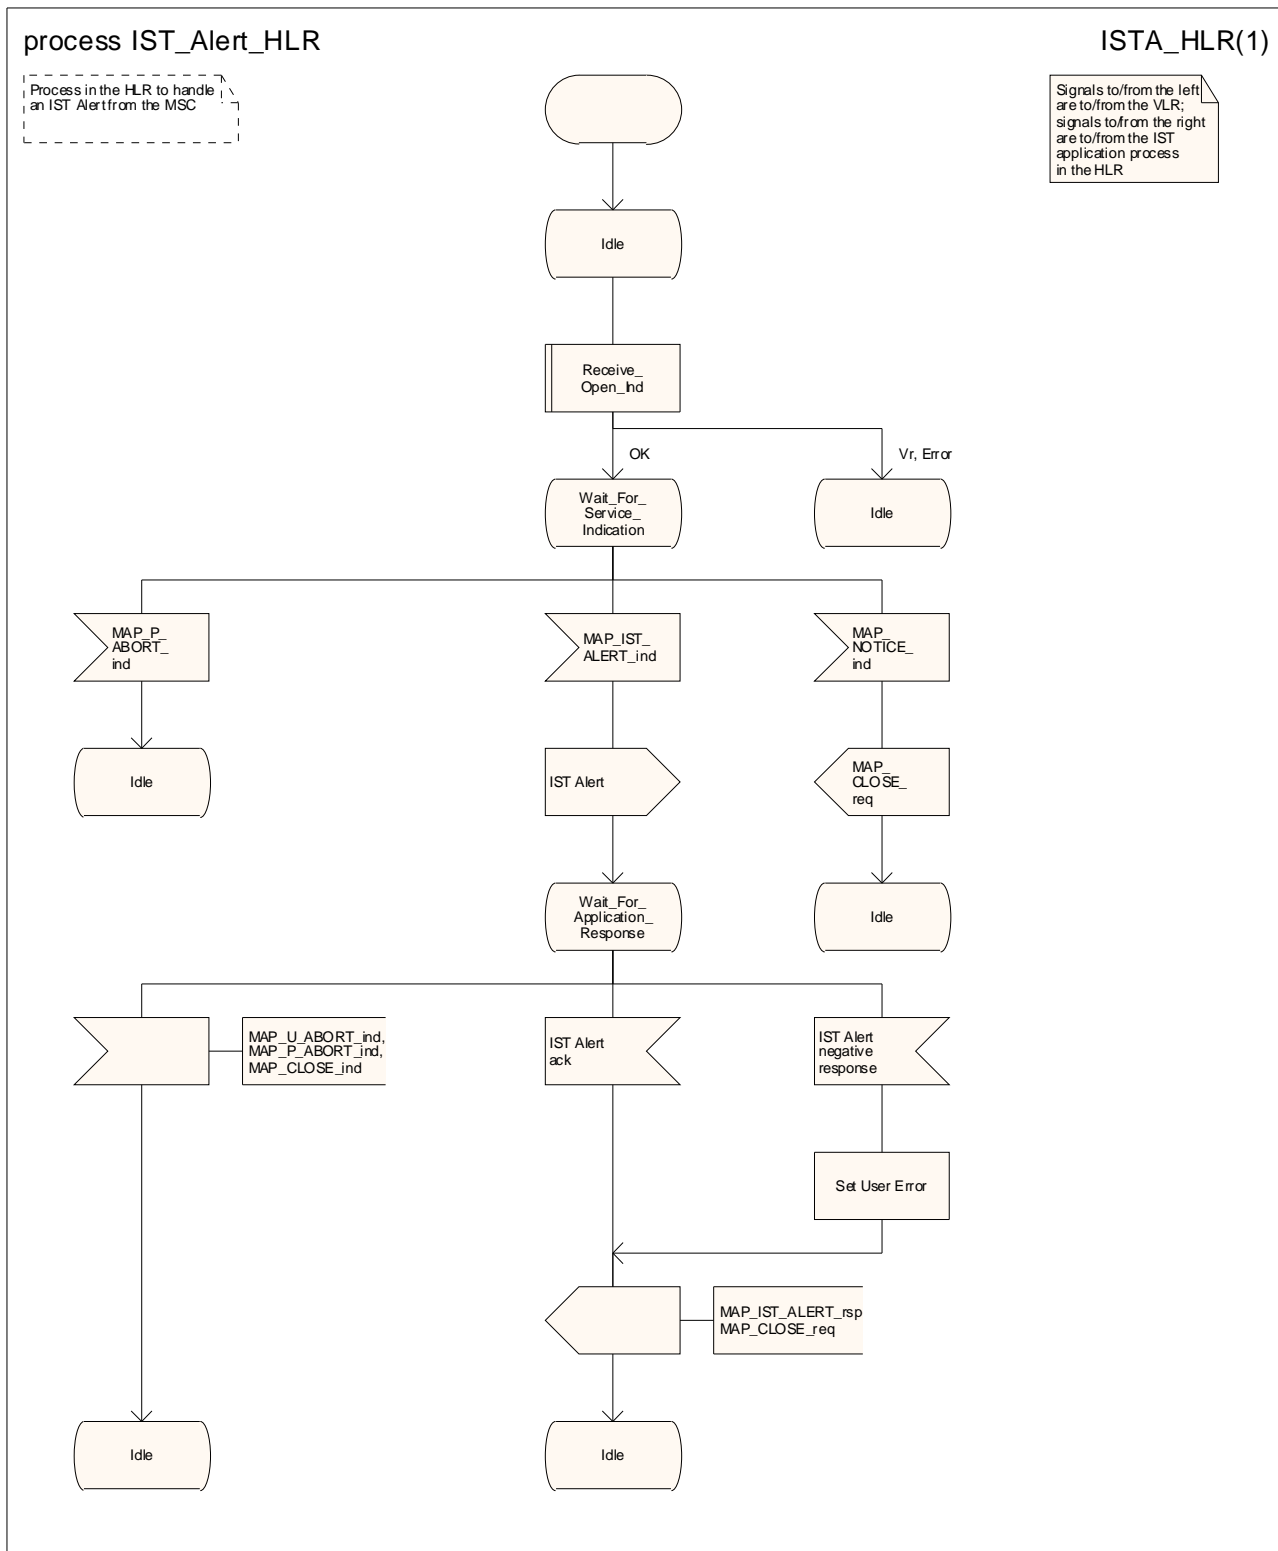 process IST_Alert_HLR
ISTA_HLR(1)
Process in the HLR to handle
an IST Alert from the MSC
Signals to/from the left
are to/from the VLR;
signals to/from the right
are to/from the IST
application process
in the HLR
Idle
Receive_
Open_Ind
OK
Vr, Error
Wait_For_
Service_
Indication
Idle
MAP_P_
ABORT_
ind
MAP_IST_
ALERT_ind
MAP_
NOTICE_
ind
Idle
IST Alert
MAP_
CLOSE_
req
Wait_For_
Application_
Response
Idle
MAP_U_ABORT_ind,
MAP_P_ABORT_ind,
MAP_CLOSE_ind
IST Alert
ack
IST Alert
negative
response
Set User Error
MAP_IST_ALERT_rsp
MAP_CLOSE_req
Idle
Idle